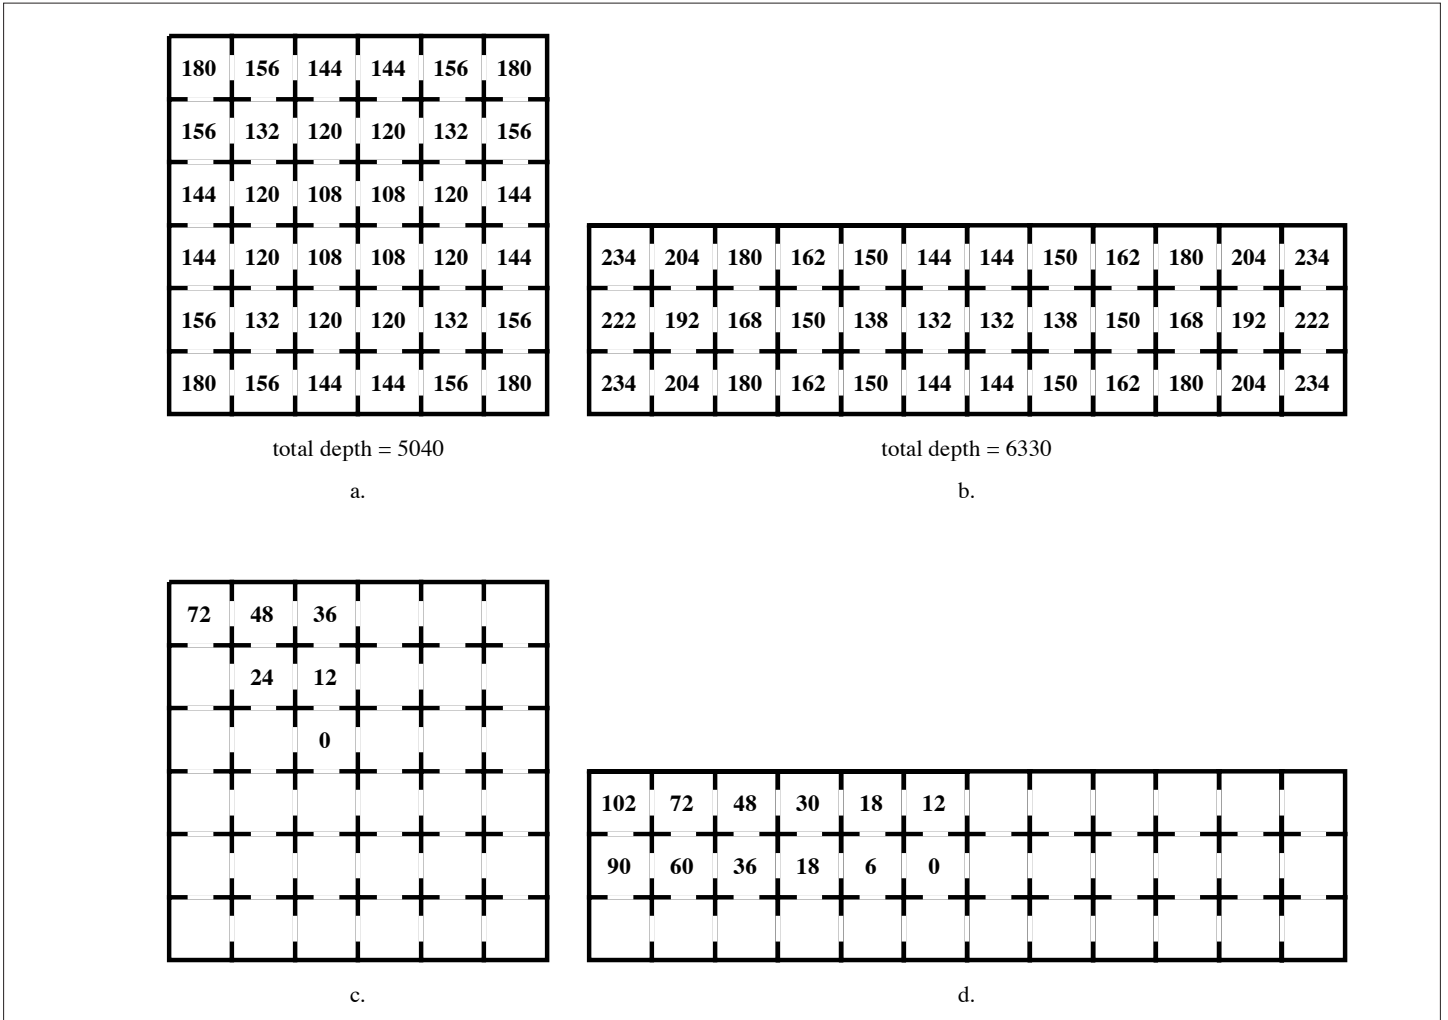 180 156 144 144 156 180
156 132 120 120 132 156
144 120 108 108 120 144
144 120 108 108 120 144
156 132 120 120 132 156
180 156 144 144 156 180
total depth = 5040
a.
234 204 180 162 150 144 144 150 162 180 204 234
222 192 168 150 138 132 132 138 150 168 192 222
234 204 180 162 150 144 144 150 162 180 204 234
total depth = 6330
b.
72 48 36
24 12
0
c.
102 72 48 30 18 12
90 60 36 18 6 0
d.